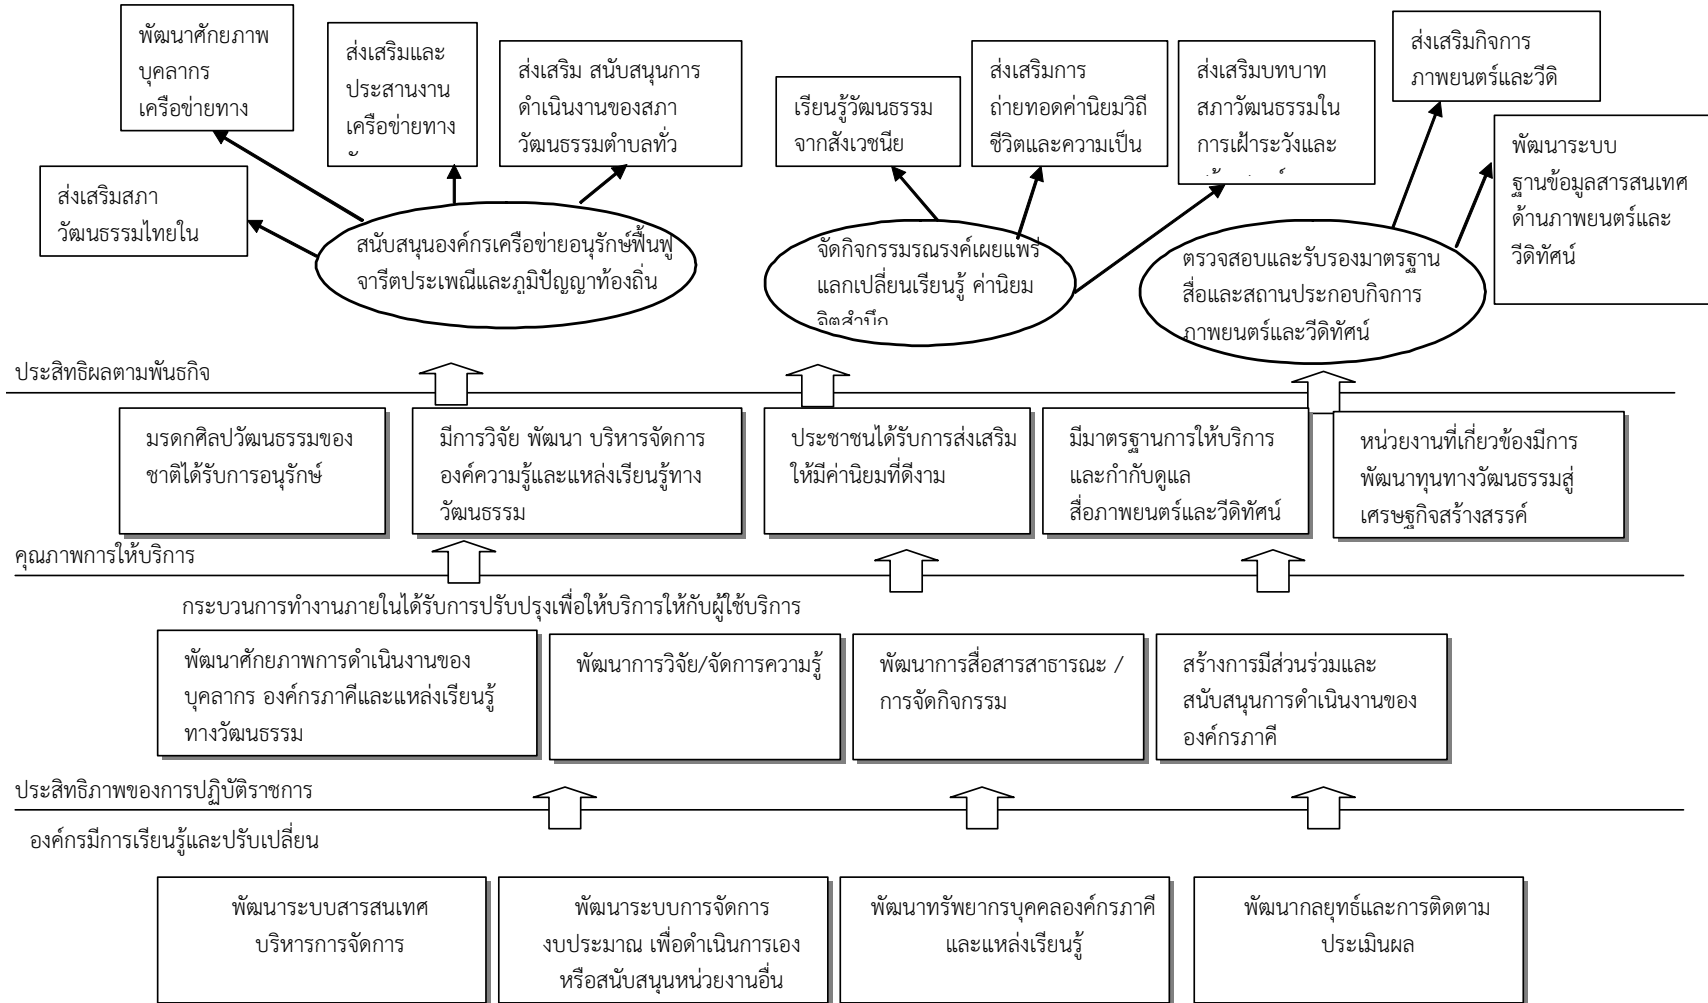 พัฒนาศักยภาพ
บุคลากร
เครือข่ายทาง
ส่งเสริมและ
ประสานงาน
เครือข่ายทาง
ส่งเสริม สนับสนุนการ
ดำเนินงานของสภา
วัฒนธรรมตำบลทั่ว
เรียนรู้วัฒนธรรม
จากสังเวชนีย
ส่งเสริมการ
ถ่ายทอดค่านิยมวิถี
ชีวิตและความเป็น
ส่งเสริมบทบาท
สภาวัฒนธรรมใน
การเฝ้าระวังและ
ส่งเสริมกิจการ
ภาพยนตร์และวีดิ
พัฒนาระบบ
ฐานข้อมูลสารสนเทศ
ด้านภาพยนตร์และ
วีดิทัศน์
ส่งเสริมสภา
วัฒนธรรมไทยใน
สนับสนุนองค์กรเครือข่ายอนุรักษ์ฟื้นฟู
จารีตประเพณีและภูมิปัญญาท้องถิ่น
จัดกิจกรรมรณรงค์เผยแพร่
แลกเปลี่ยนเรียนรู้ ค่านิยม
จิตสำนึก
ตรวจสอบและรับรองมาตรฐาน
สื่อและสถานประกอบกิจการ
ภาพยนตร์และวีดิทัศน์
ประสิทธิผลตามพันธกิจ
มรดกศิลปวัฒนธรรมของ
ชาติได้รับการอนุรักษ์
มีการวิจัย พัฒนา บริหารจัดการ
องค์ความรู้และแหล่งเรียนรู้ทาง
วัฒนธรรม
ประชาชนได้รับการส่งเสริม
ให้มีค่านิยมที่ดีงาม
มีมาตรฐานการให้บริการ
และกำกับดูแล
สื่อภาพยนตร์และวีดิทัศน์
หน่วยงานที่เกี่ยวข้องมีการ
พัฒนาทุนทางวัฒนธรรมสู่
เศรษฐกิจสร้างสรรค์
คุณภาพการให้บริการ
กระบวนการทำงานภายในได้รับการปรับปรุงเพื่อให้บริการให้กับผู้ใช้บริการ
พัฒนาศักยภาพการดำเนินงานของ
บุคลากร องค์กรภาคีและแหล่งเรียนรู้
ทางวัฒนธรรม
พัฒนาการวิจัย/จัดการความรู้
พัฒนาการสื่อสารสาธารณะ /
การจัดกิจกรรม
สร้างการมีส่วนร่วมและ
สนับสนุนการดำเนินงานของ
องค์กรภาคี
ประสิทธิภาพของการปฏิบัติราชการ
องค์กรมีการเรียนรู้และปรับเปลี่ยน
พัฒนาระบบสารสนเทศ
บริหารการจัดการ
พัฒนาระบบการจัดการ
งบประมาณ เพื่อดำเนินการเอง
หรือสนับสนุนหน่วยงานอื่น
พัฒนาทรัพยากรบุคคลองค์กรภาคี
และแหล่งเรียนรู้
พัฒนากลยุทธ์และการติดตาม
ประเมินผล